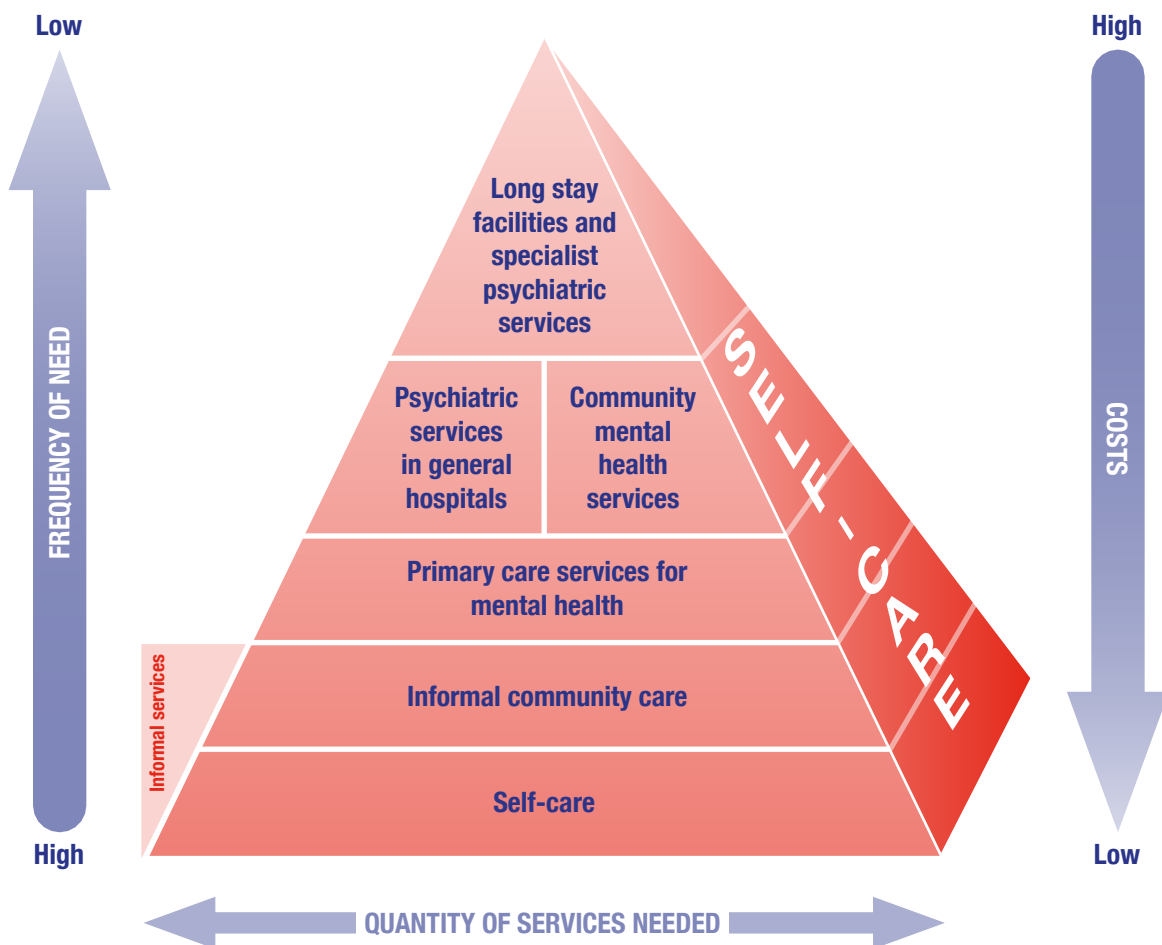 Low
High
Long stay
facilities and
specialist
psychiatric
services
FREQUENCY OF NEED
COSTS
SELF-CARE
Psychiatric
services
in general
hospitals
Community
mental
health
services
Primary care services for
mental health
Informal services
Informal community care
Self-care
High
Low
QUANTITY OF SERVICES NEEDED